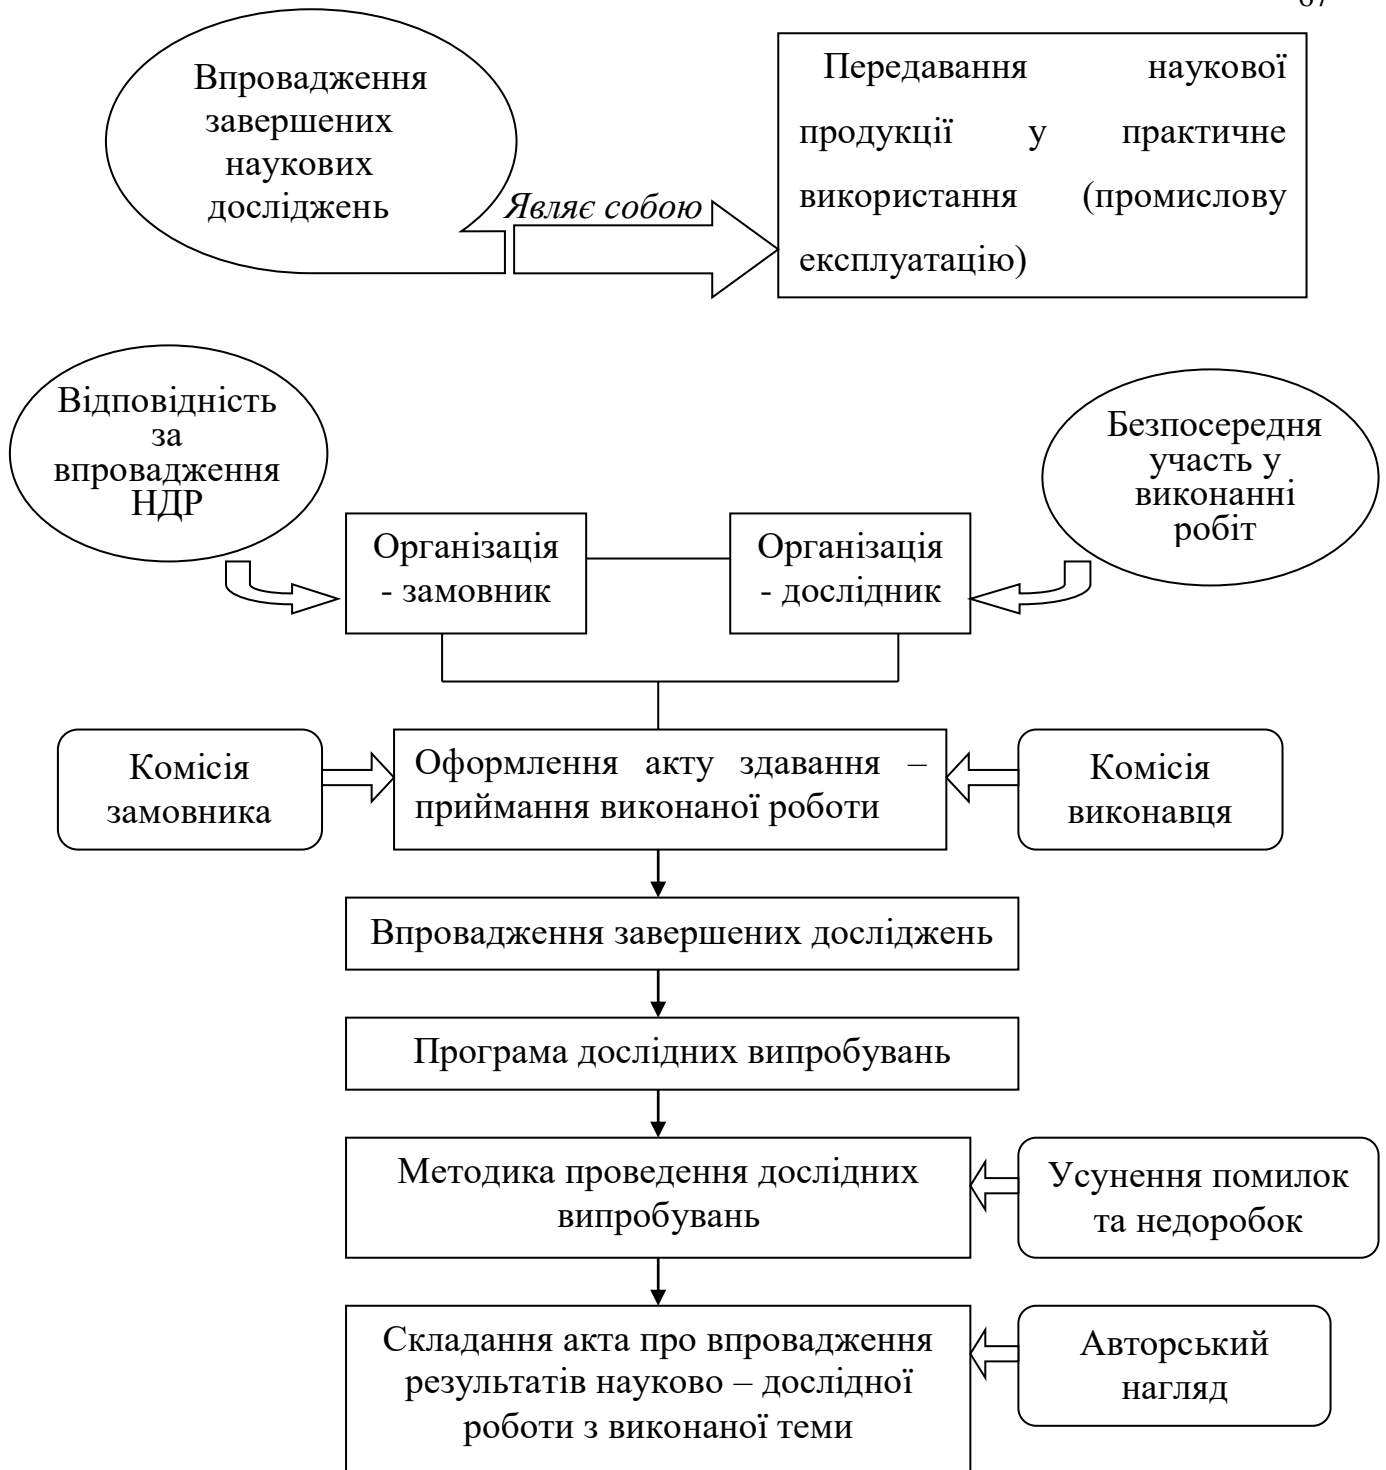 Впровадження
завершених
наукових
досліджень
Являє собою
Передавання наукової
продукції у практичне
використання (промислову
експлуатацію)
Відповідність
за
впровадження
НДР
Безпосередня
участь у
виконанні
робіт
Організація
- замовник
Організація
- дослідник
Комісія
замовника
Оформлення акту здавання –
приймання виконаної роботи
Комісія
виконавця
Впровадження завершених досліджень
Програма дослідних випробувань
Методика проведення дослідних
випробувань
Усунення помилок
та недоробок
Складання акта про впровадження
результатів науково – дослідної
роботи з виконаної теми
Авторський
нагляд